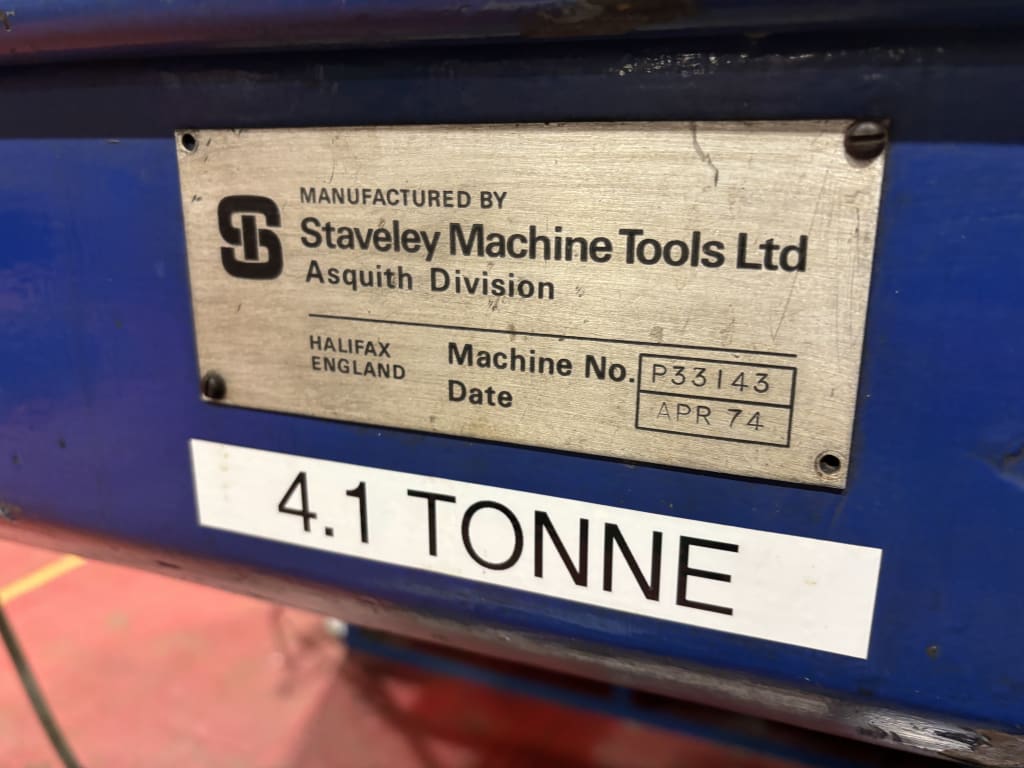 MANUFACTURED BY
Staveley Machine Tools Ltd
Asquith Division
HALIFAX
ENGLAND
Machine No. P33143
Date APR 74
4.1 TONNE